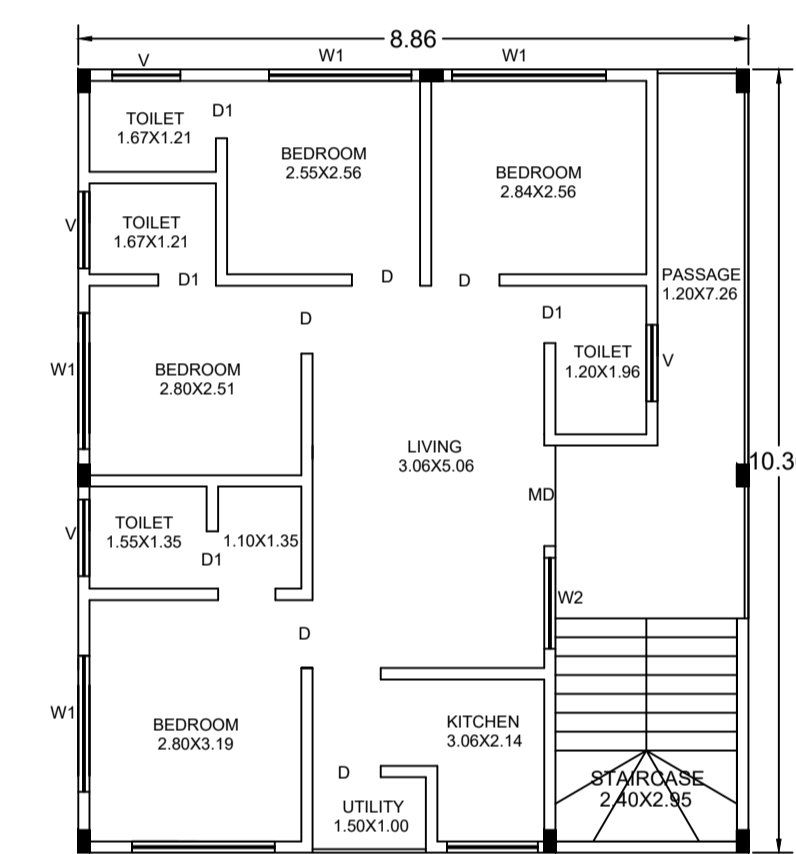 8.86
V
W1
W1
TOILET
1.67X1.21
D1
BEDROOM
2.55X2.56
BEDROOM
2.84X2.56
V
TOILET
1.67X1.21
D1
D
D
PASSAGE
1.20X7.26
D
D1
W1
BEDROOM
2.80X2.51
TOILET
1.20X1.96
V
LIVING
3.06X5.06
10.3
MD
V
TOILET
1.55X1.35
D1
1.10X1.35
W2
D
W1
BEDROOM
2.80X3.19
KITCHEN
3.06X2.14
D
UTILITY
1.50X1.00
STAIRCASE
2.40X2.95